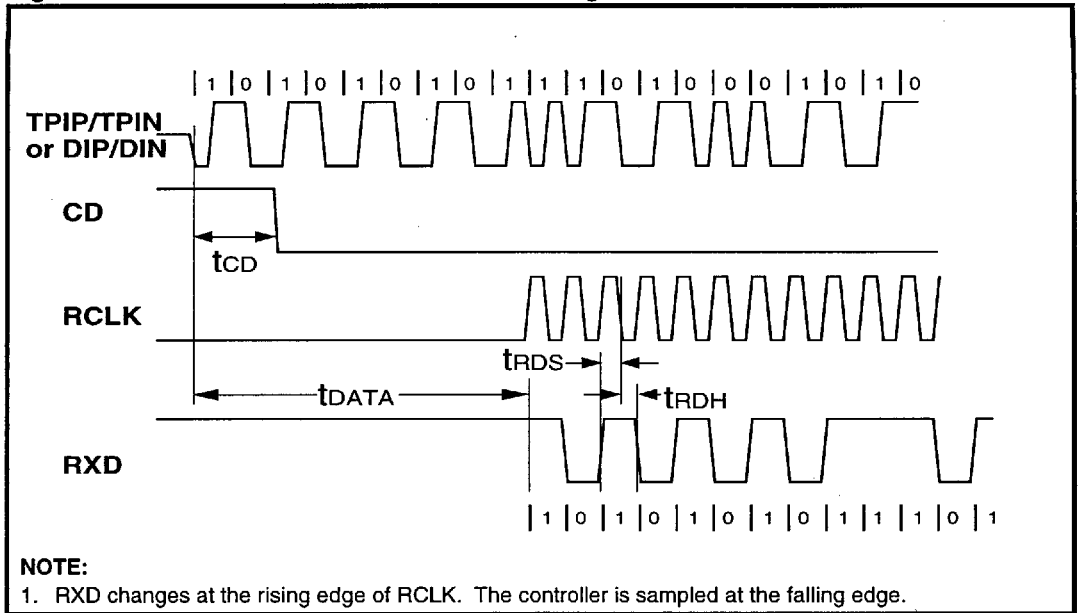 | 1 | 0 | 1 | 0 | 1 | 0 | 1 | 0 | 1 | 1 | 1 | 0 | 1 | 0 | 0 | 0 | 1 | 0 | 1 | 0
TPIP/TPIN
or DIP/DIN
CD
tCD
RCLK
tRDS
tDATA
tRDH
RXD
| 1 | 0 | 1 | 0 | 1 | 0 | 1 | 0 | 1 | 1 | 1 | 0 | 1
NOTE:
1. RXD changes at the rising edge of RCLK. The controller is sampled at the falling edge.